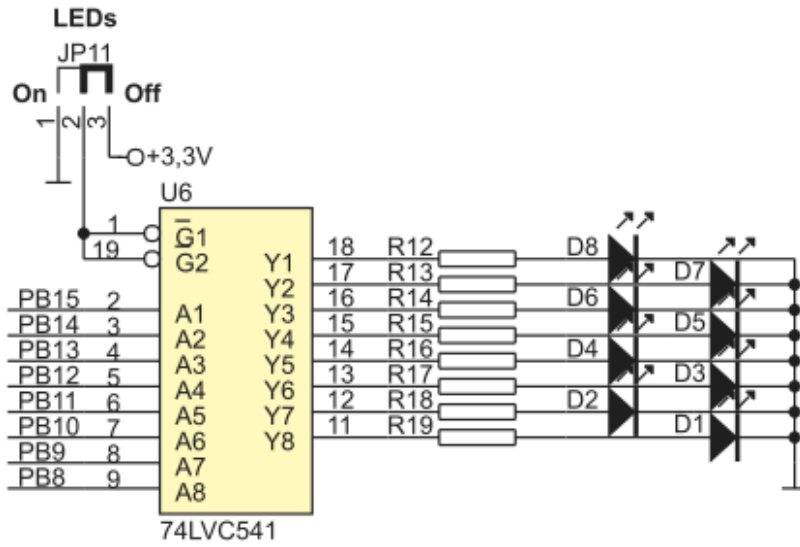 LEDs
JP11
On Off
1 2 3
+3,3V
U6
1 G1
19 G2
Y1 18 R12 D8
Y2 17 R13 D7
PB15 2 A1 Y3 16 R14 D6
PB14 3 A2 Y4 15 R15 D5
PB13 4 A3 Y5 14 R16 D4
PB12 5 A4 Y6 13 R17 D3
PB11 6 A5 Y7 12 R18 D2
PB10 7 A6 Y8 11 R19 D1
PB9 8 A7
PB8 9 A8
74LVC541